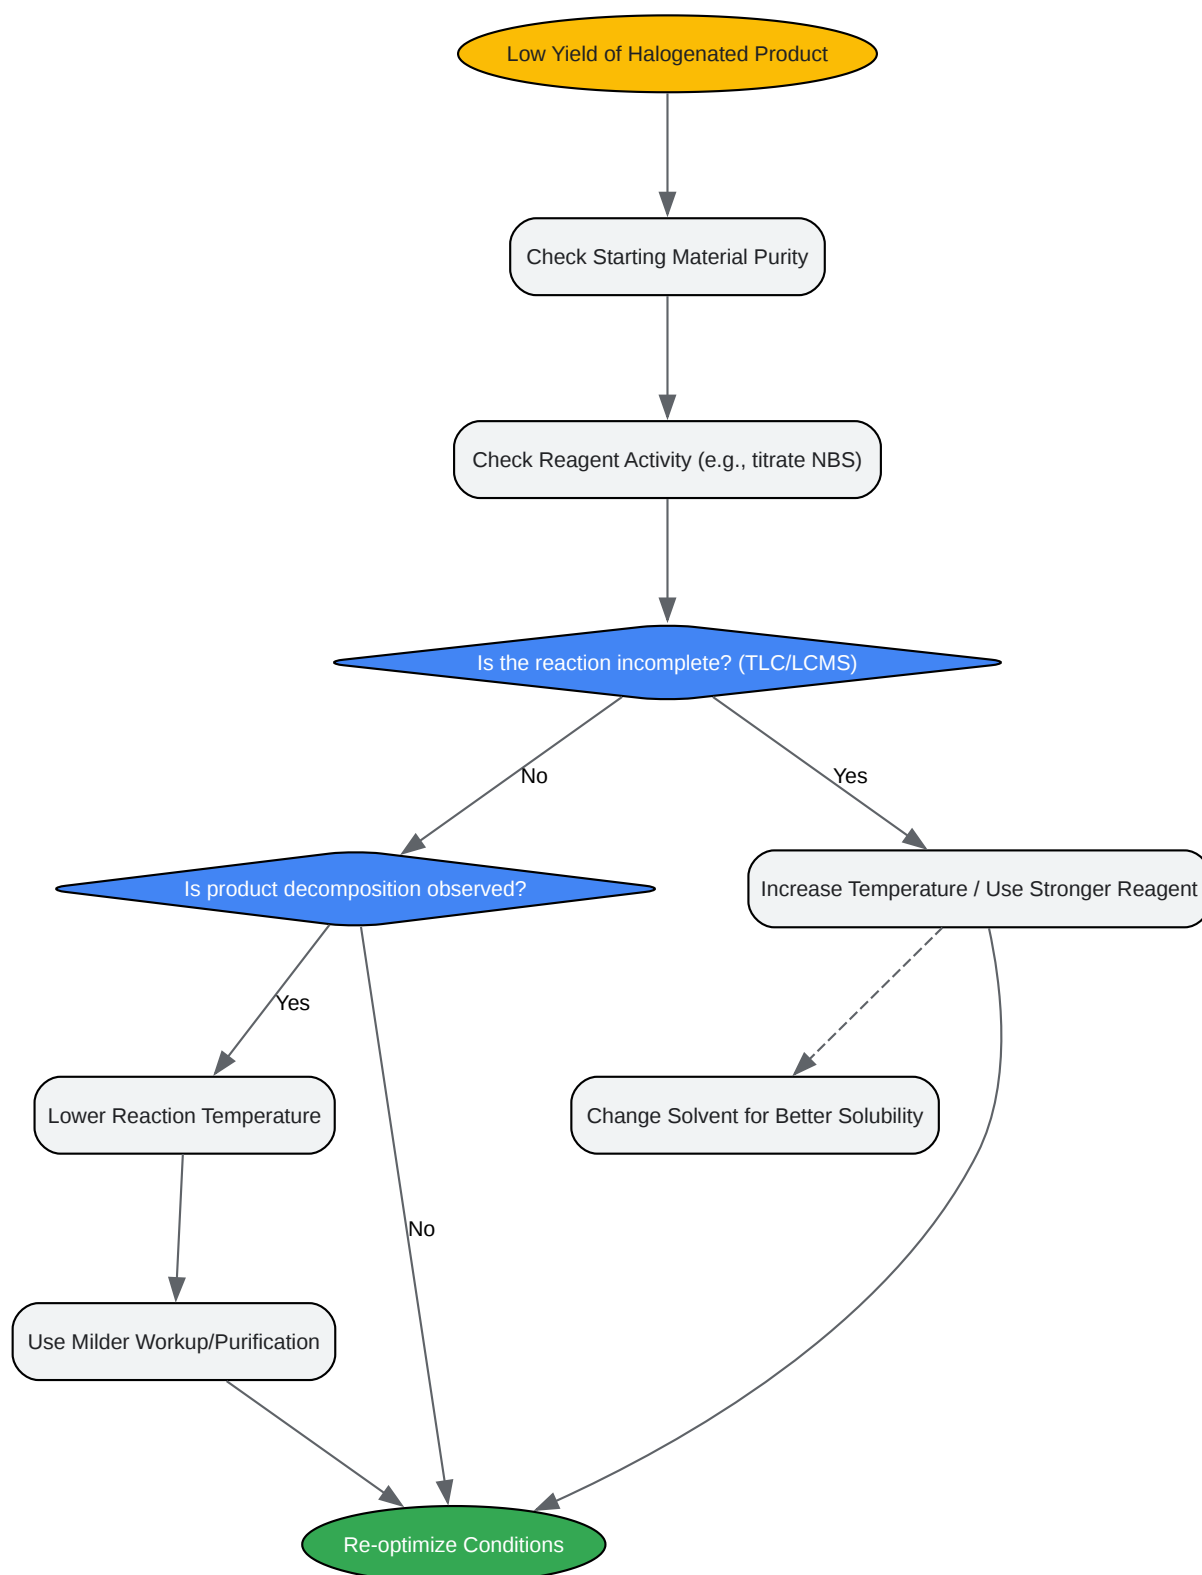 Low Yield of Halogenated Product
Check Starting Material Purity
Check Reagent Activity (e.g., titrate NBS)
Is the reaction incomplete? (TLC/LCMS)
No
Yes
Is product decomposition observed?
Increase Temperature / Use Stronger Reagent
Yes
Lower Reaction Temperature
Change Solvent for Better Solubility
No
Use Milder Workup/Purification
Re-optimize Conditions